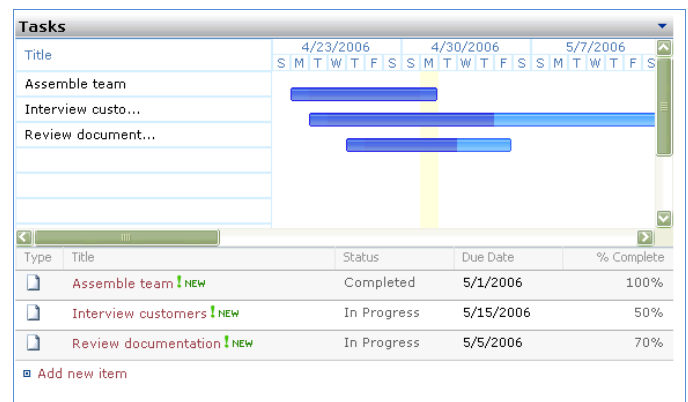 Tasks
Title
4/23/2006 4/30/2006 5/7/2006
S M T W T F S S M T W T F S S M T W T F S
Assemble team
Interview custo...
Review document...
Type Title Status Due Date % Complete
Assemble team ! NEW Completed 5/1/2006 100%
Interview customers ! NEW In Progress 5/15/2006 50%
Review documentation ! NEW In Progress 5/5/2006 70%
Add new item